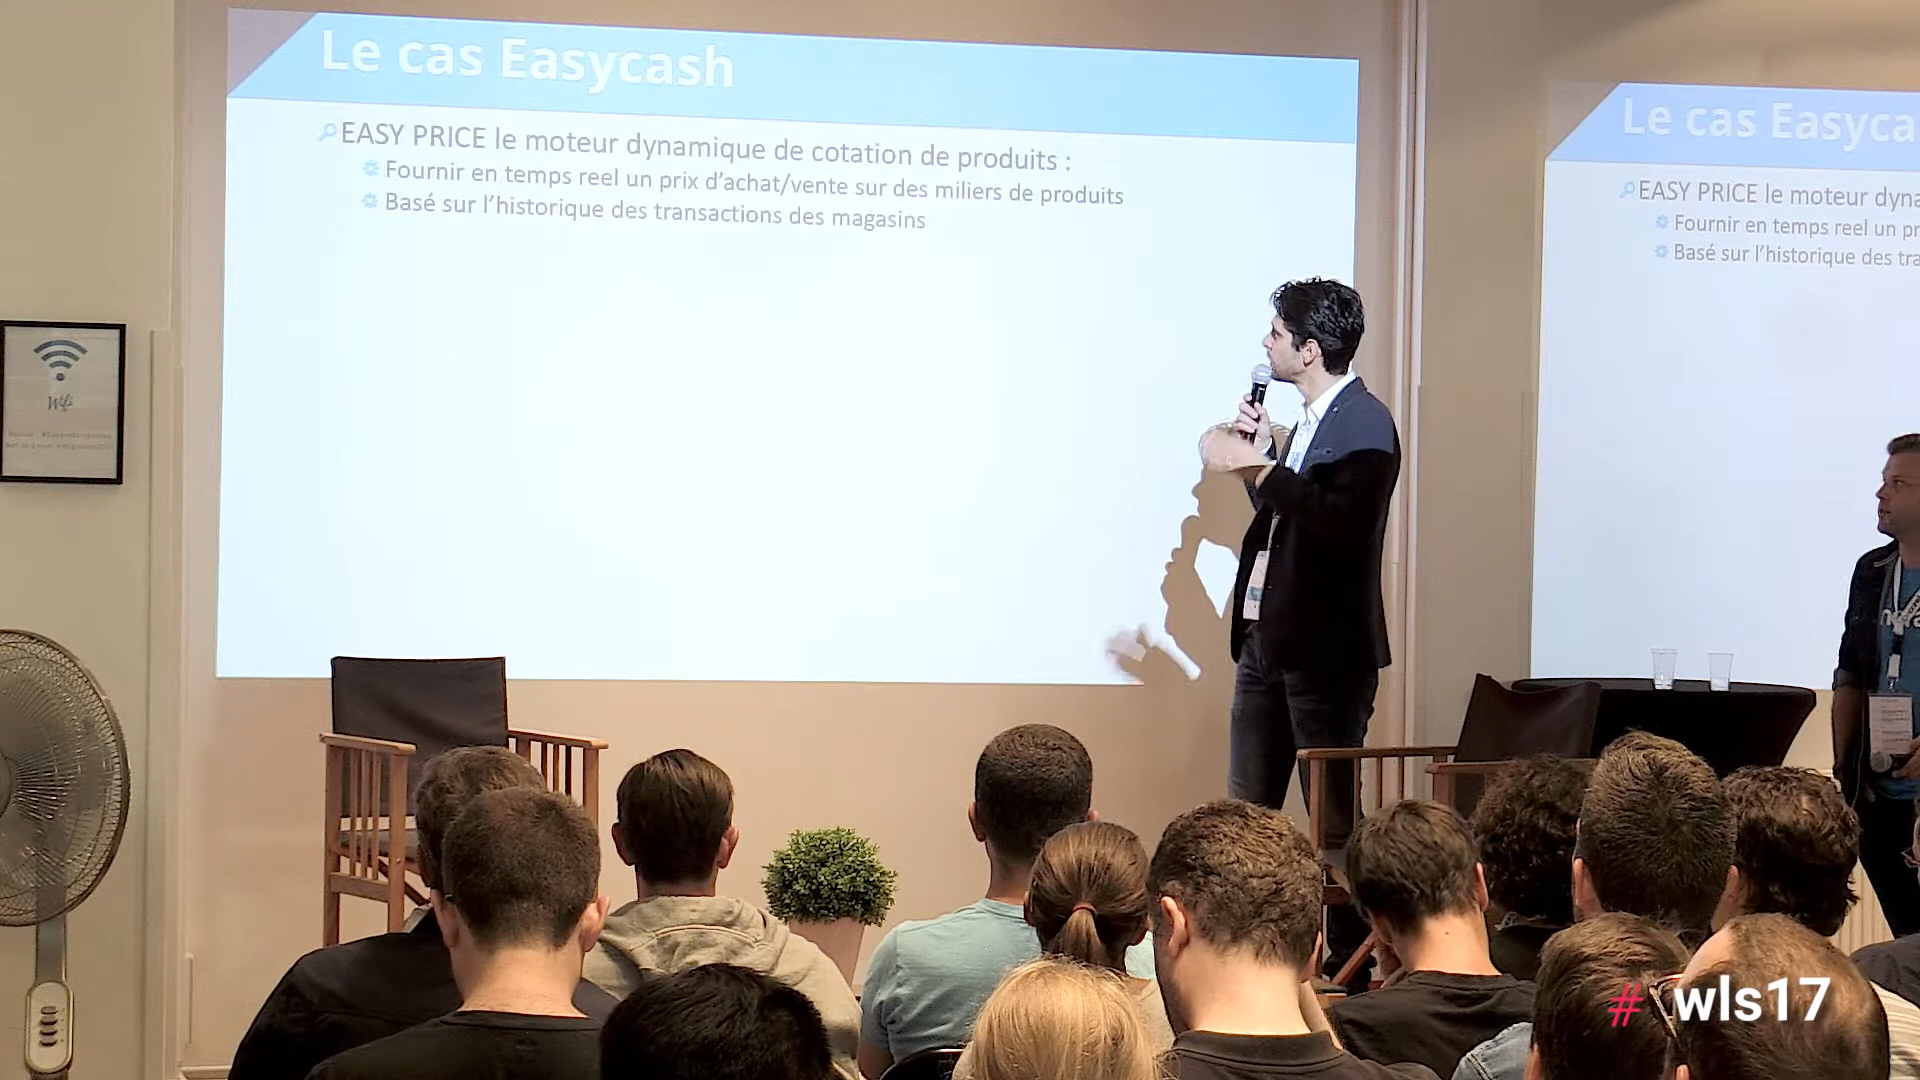 Le cas Easycash
EASY PRICE le moteur dynamique de cotation de produits :
Fournir en temps reel un prix d’achat/vente sur des miliers de produits
Basé sur l’historique des transactions des magasins
Le cas Easyca
EASY PRICE le moteur dyna
Fournir en temps reel un pr
Basé sur l’historique des tra
Wifi
# wls17